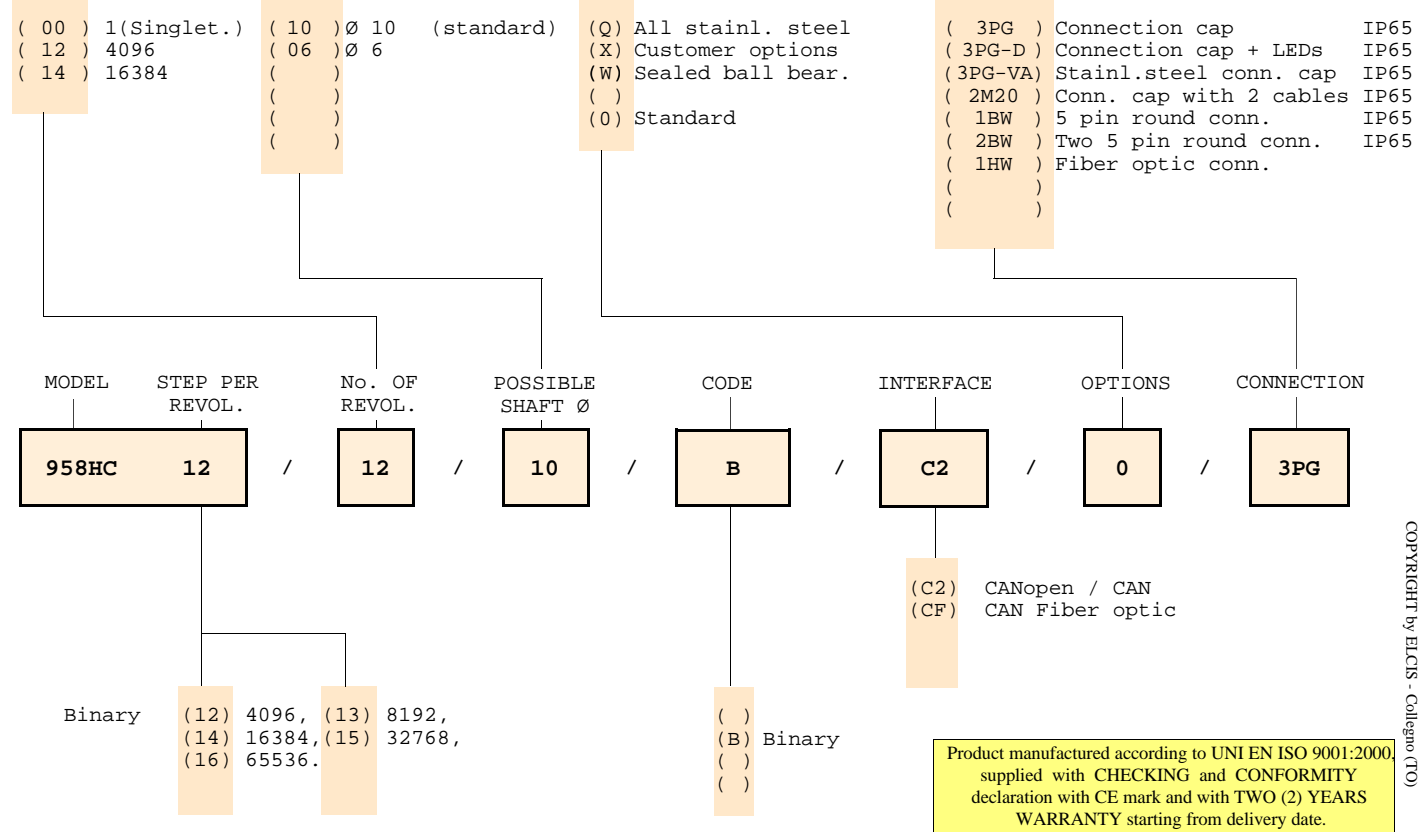 ( 00 ) 1(Singlet.) ( 10 )Ø 10 (standard) (Q) All stainl. steel ( 3PG ) Connection cap IP65
( 12 ) 4096 ( 06 )Ø 6 (X) Customer options ( 3PG-D ) Connection cap + LEDs IP65
( 14 ) 16384 ( ) (W) Sealed ball bear. (3PG-VA) Stainl.steel conn. cap IP65
( ) ( ) ( 2M20 ) Conn. cap with 2 cables IP65
( ) (0) Standard ( 1BW ) 5 pin round conn. IP65
( ) ( 2BW ) Two 5 pin round conn. IP65
( 1HW ) Fiber optic conn.
( )
( )
MODEL STEP PER No. OF POSSIBLE CODE INTERFACE OPTIONS CONNECTION
REVOL. REVOL. SHAFT Ø
958HC 12 / 12 / 10 / B / C2 / 0 / 3PG
(C2) CANopen / CAN
(CF) CAN Fiber optic
Binary (12) 4096, (13) 8192, ( )
(14) 16384,(15) 32768, (B) Binary
(16) 65536. ( )
( )
Product manufactured according to UNI EN ISO 9001:2000,
supplied with CHECKING and CONFORMITY
declaration with CE mark and with TWO (2) YEARS
WARRANTY starting from delivery date.
COPYRIGHT by ELCIS - Collegno (TO)